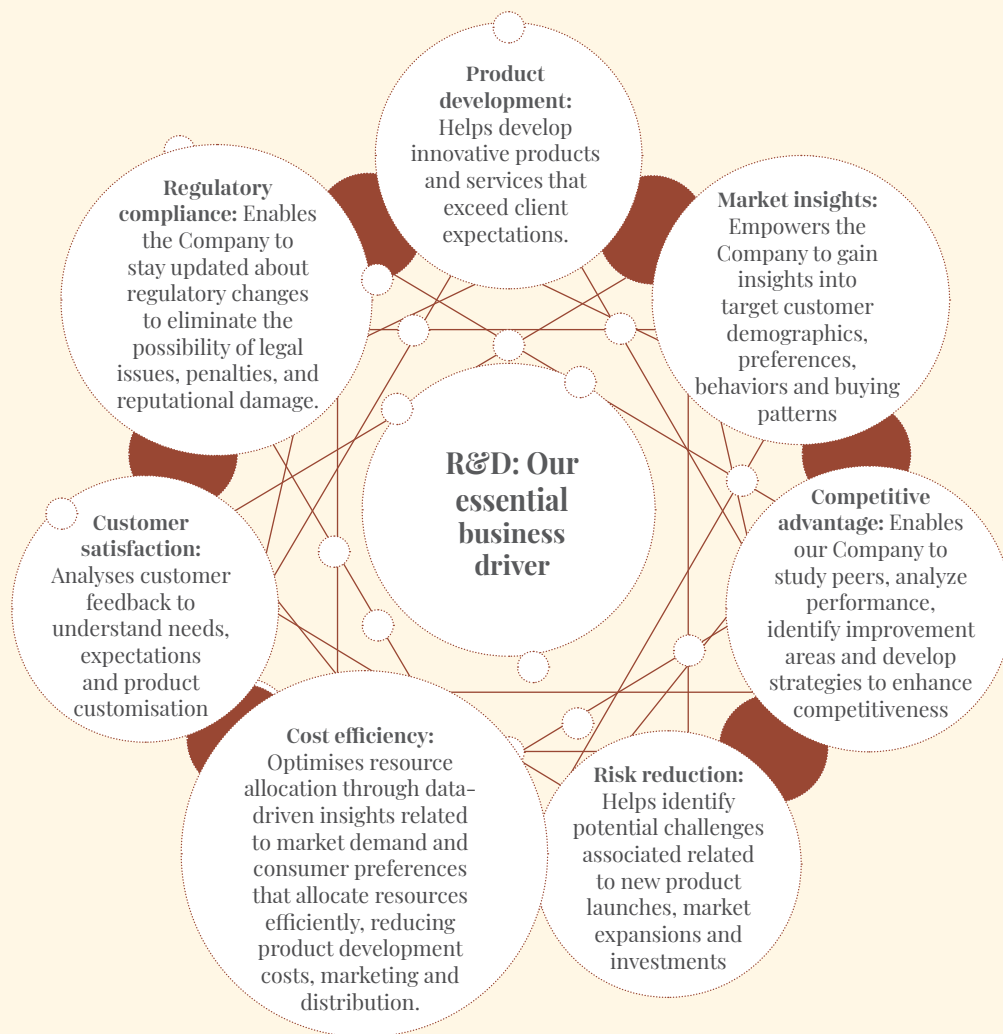 Product
development:
Helps develop
innovative products
and services that
exceed client
expectations.
Market insights:
Empowers the
Company to gain
insights into
target customer
demographics,
preferences,
behaviors and buying
patterns
Competitive
advantage: Enables
our Company to
study peers, analyze
performance,
identify improvement
areas and develop
strategies to enhance
competitiveness
Risk reduction:
Helps identify
potential challenges
associated related
to new product
launches, market
expansions and
investments
Cost efficiency:
Optimises resource
allocation through data-
driven insights related
to market demand and
consumer preferences
that allocate resources
efficiently, reducing
product development
costs, marketing and
distribution.
Customer
satisfaction:
Analyses customer
feedback to
understand needs,
expectations
and product
customisation
Regulatory
compliance: Enables
the Company to
stay updated about
regulatory changes
to eliminate the
possibility of legal
issues, penalties, and
reputational damage.
R&D: Our
essential
business
driver